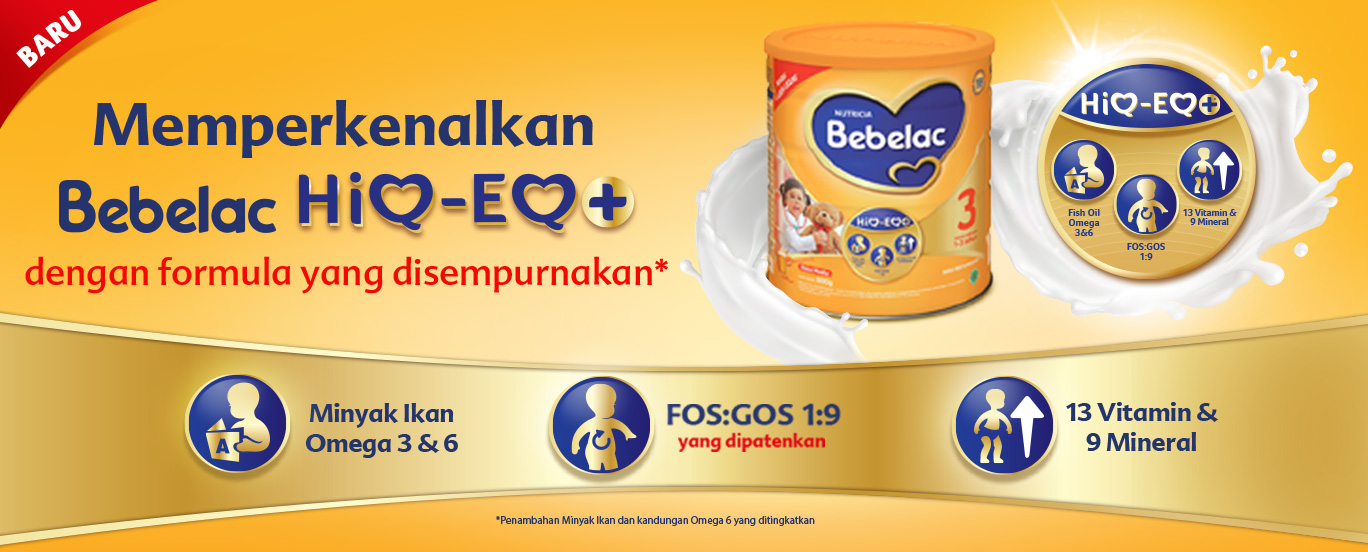 BARU
Memperkenalkan
Bebelac HiQ-EQ+
dengan formula yang disempurnakan*
NUTRICIA
Bebelac
3
HiQ-EQ+
HiQ-EQ+
Fish Oil
Omega
3&6
FOS:GOS
1:9
13 Vitamin &
9 Mineral
Minyak Ikan
Omega 3 & 6
FOS:GOS 1:9
yang dipatenkan
13 Vitamin &
9 Mineral
*Penambahan Minyak Ikan dan kandungan Omega 6 yang ditingkatkan